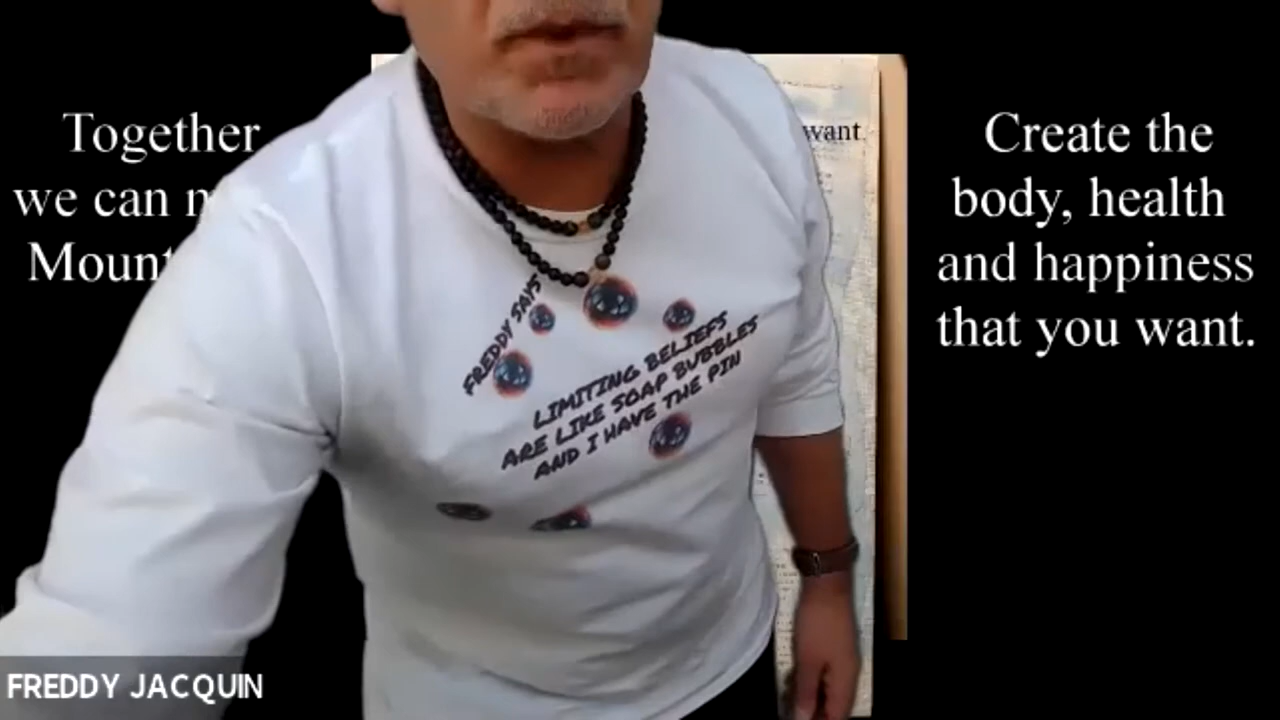 Together
we can
want
Create the
body, health
and happiness
that you want.
FREDDY SAYS
LIMITING BELIEFS
ARE LIKE SOAP BUBBLES
AND I HAVE THE PIN
FREDDY JACQUIN